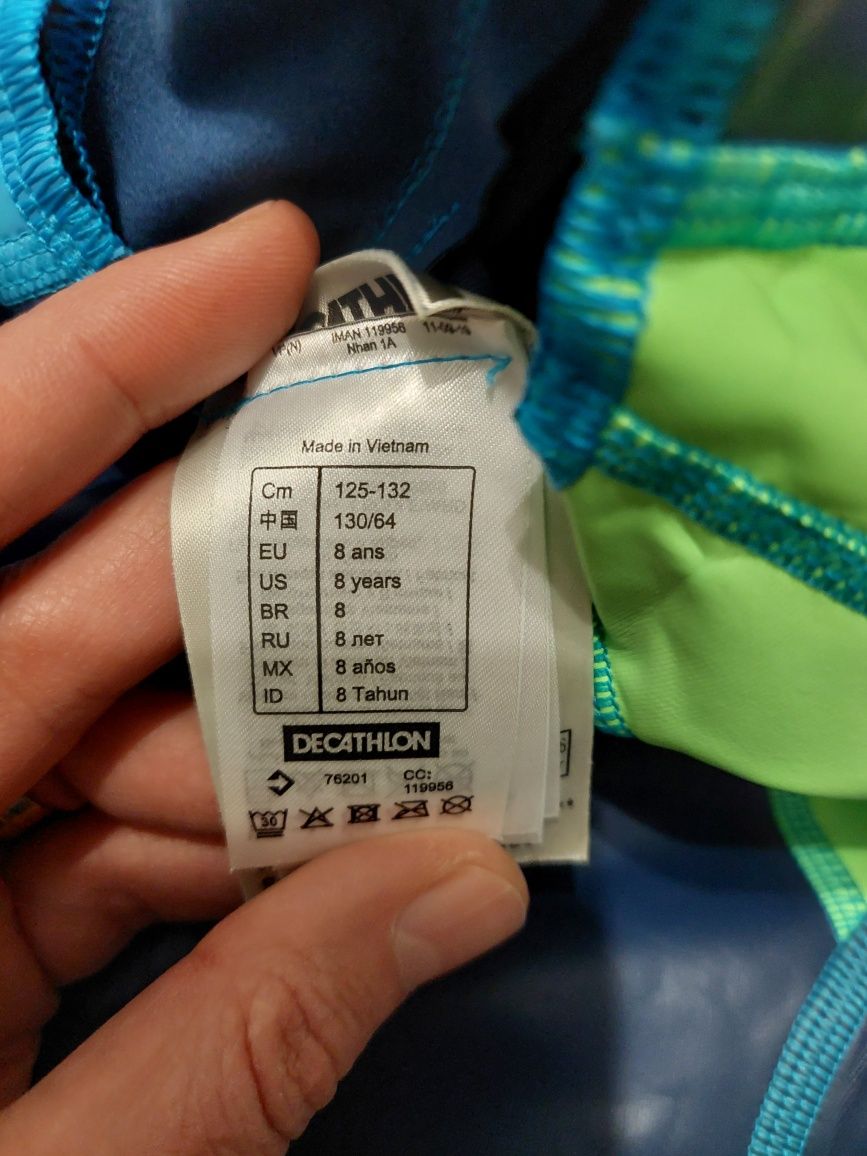 IMAN 119956
Nhan 1A
Made in Vietnam
Cm 125-132
中国 130/64
EU 8 ans
US 8 years
BR 8
RU 8 лет
MX 8 años
ID 8 Tahun
DECATHLON
76201 CC:
119956
30